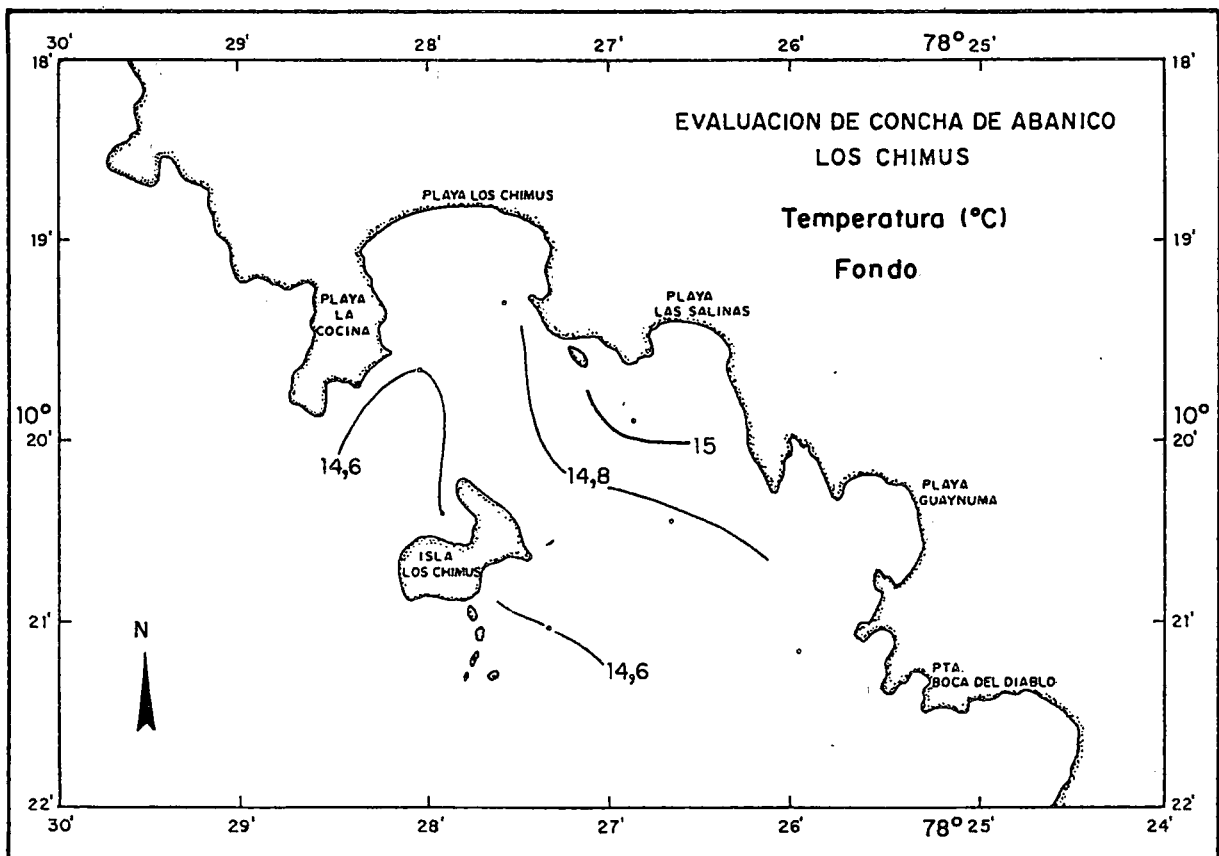 30' 29' 28' 27' 26' 78° 25'
18' 18'
EVALUACION DE CONCHA DE ABANICO
LOS CHIMUS
Temperatura (°C)
Fondo
PLAYA LOS CHIMUS
19' 19'
PLAYA
LA
COCINA
PLAYA
LAS SALINAS
10° 10°
20' 20'
14,6
14,8
15
PLAYA
GUAYNUMA
ISLA
LOS CHIMUS
21' 21'
N
14,6
PTA.
BOCA DEL DIABLO
22' 22'
30' 29' 28' 27' 26' 78° 25' 24'